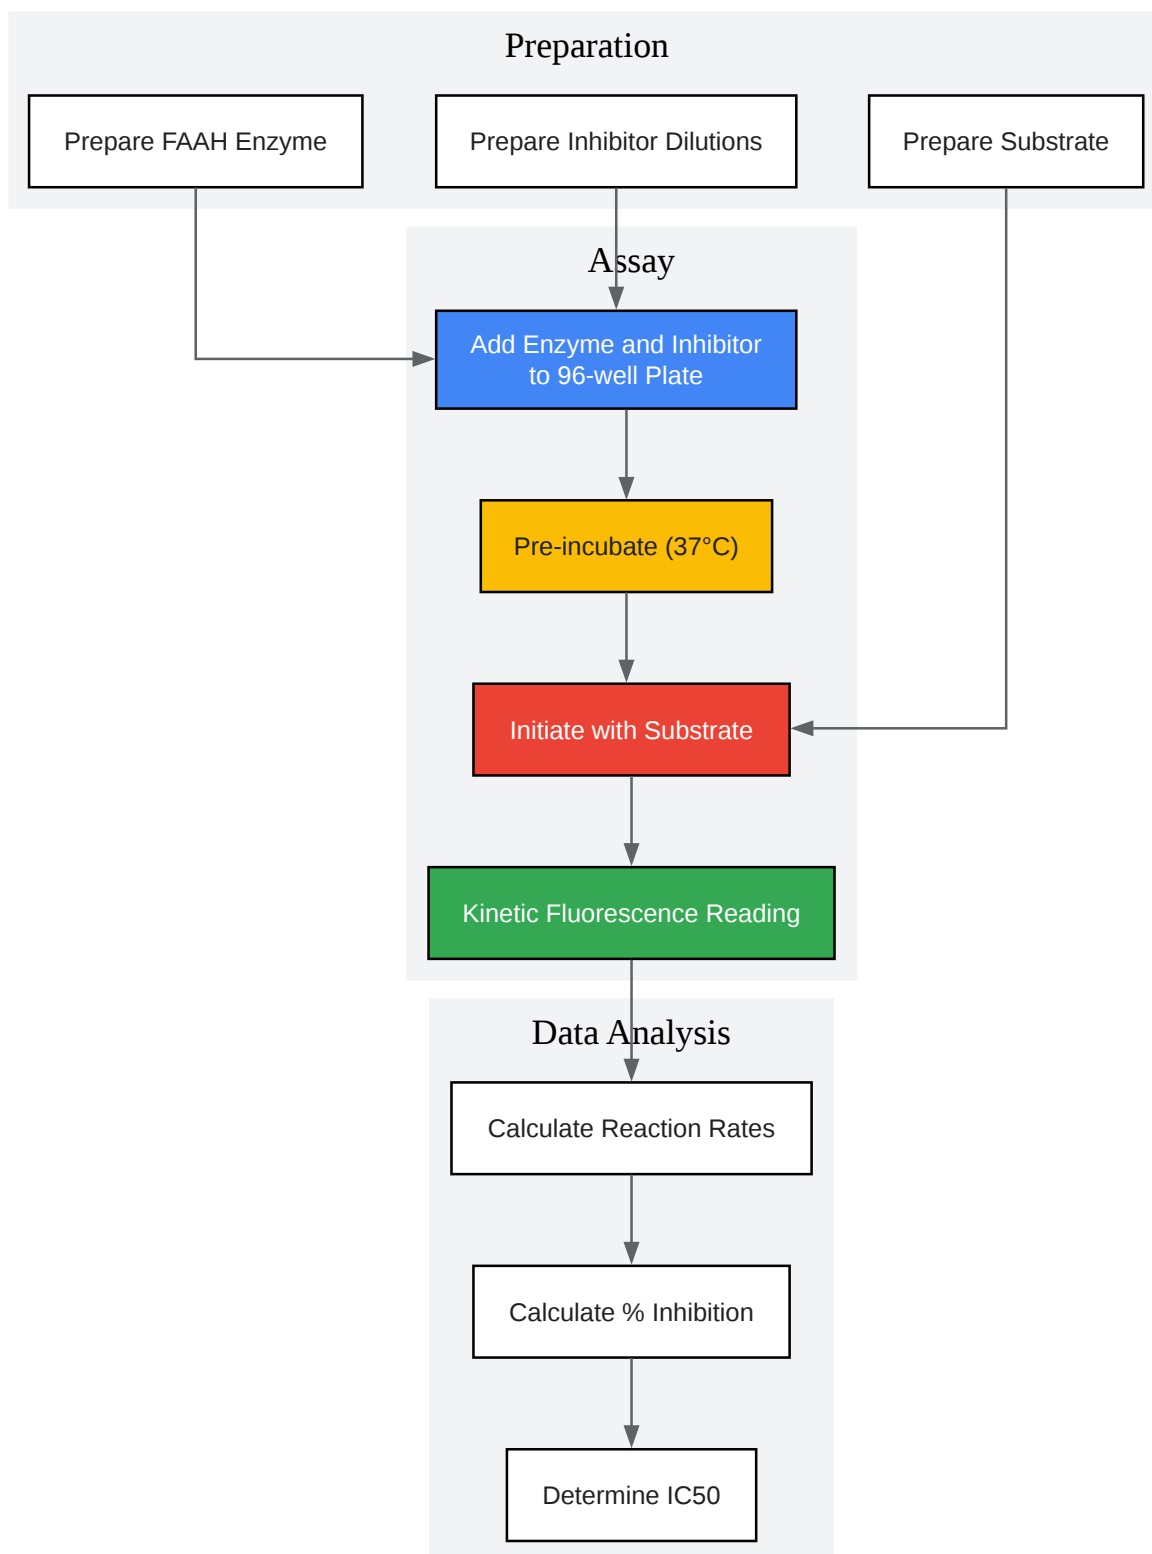 Preparation
Prepare FAAH Enzyme
Prepare Inhibitor Dilutions
Prepare Substrate
Assay
Add Enzyme and Inhibitor
to 96-well Plate
Pre-incubate (37°C)
Initiate with Substrate
Kinetic Fluorescence Reading
Data Analysis
Calculate Reaction Rates
Calculate % Inhibition
Determine IC50